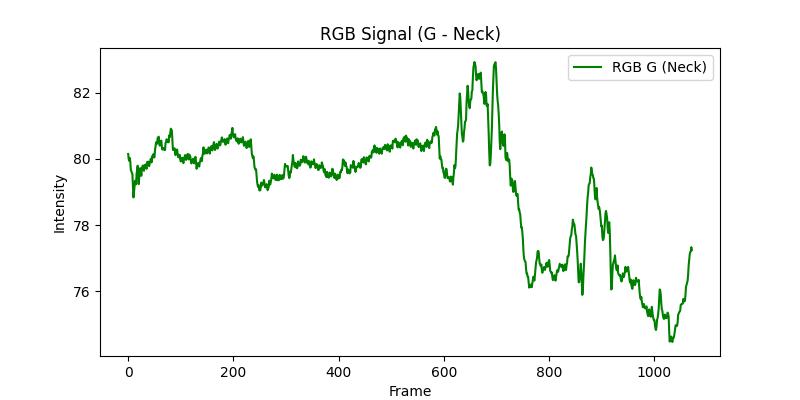 RGB Signal (G - Neck)
RGB G (Neck)
82
80
78
76
Intensity
0 200 400 600 800 1000
Frame